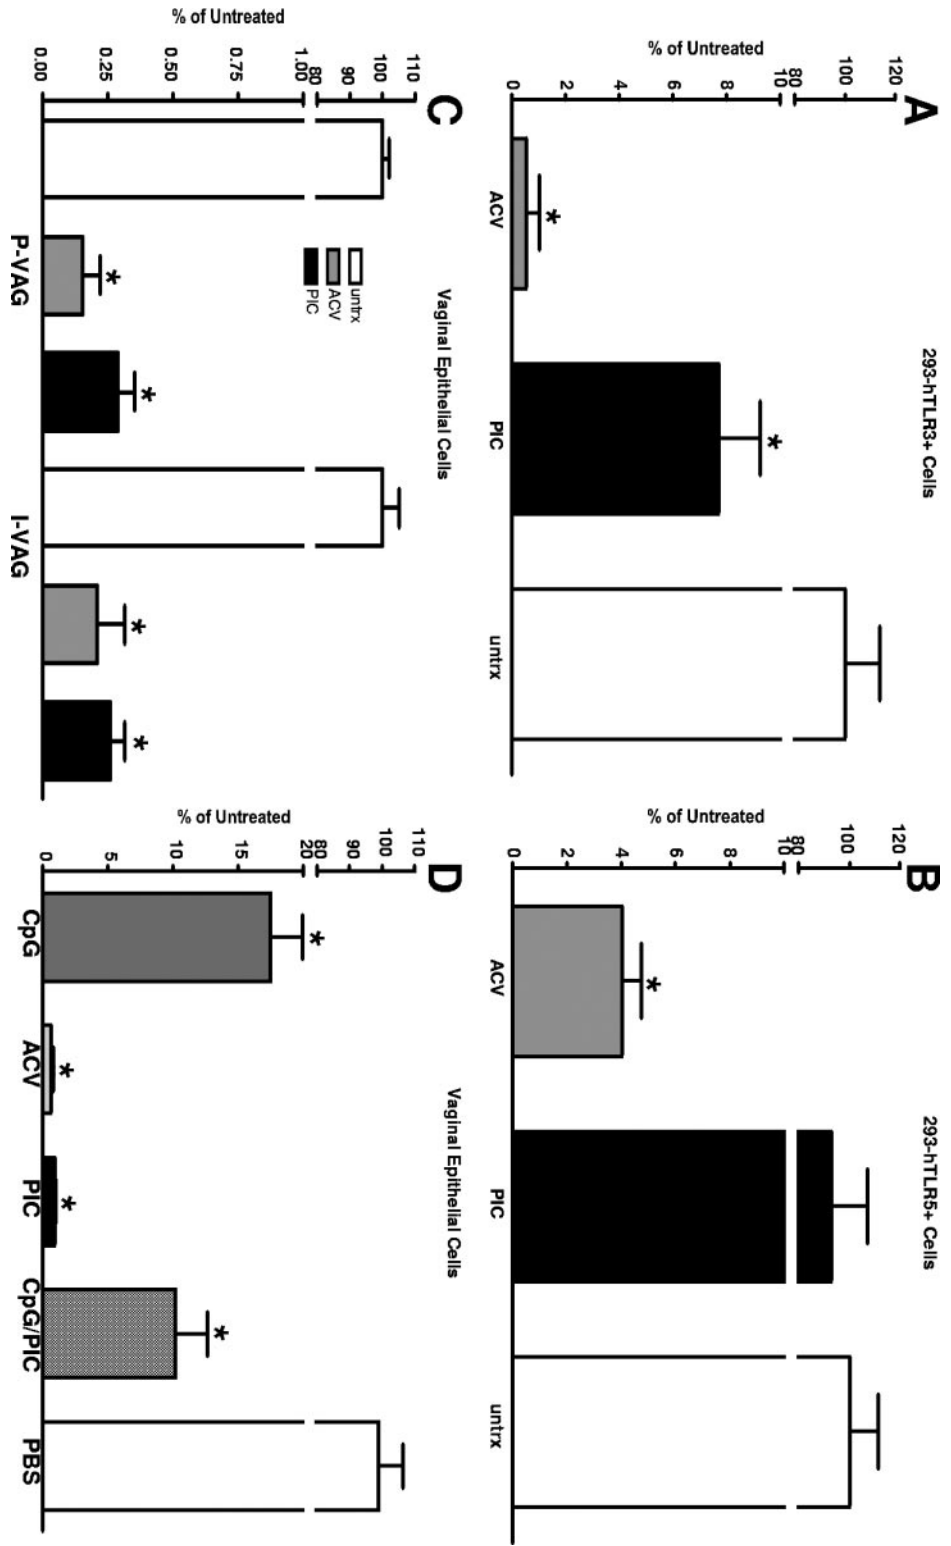 A
293-hTLR3+ Cells
% of Untreated
120
100
80
10
8
6
4
2
0
*
*
ACV
PIC
untrx
B
293-hTLR5+ Cells
% of Untreated
120
100
80
10
8
6
4
2
0
*
ACV
PIC
untrx
C
Vaginal Epithelial Cells
% of Untreated
110
100
90
80
1.00
0.75
0.50
0.25
0.00
untrx
ACV
PIC
*
*
*
*
P-VAG
I-VAG
D
Vaginal Epithelial Cells
% of Untreated
110
100
90
80
20
15
10
5
0
*
*
*
*
CpG
ACV
PIC
CpG/PIC
PBS